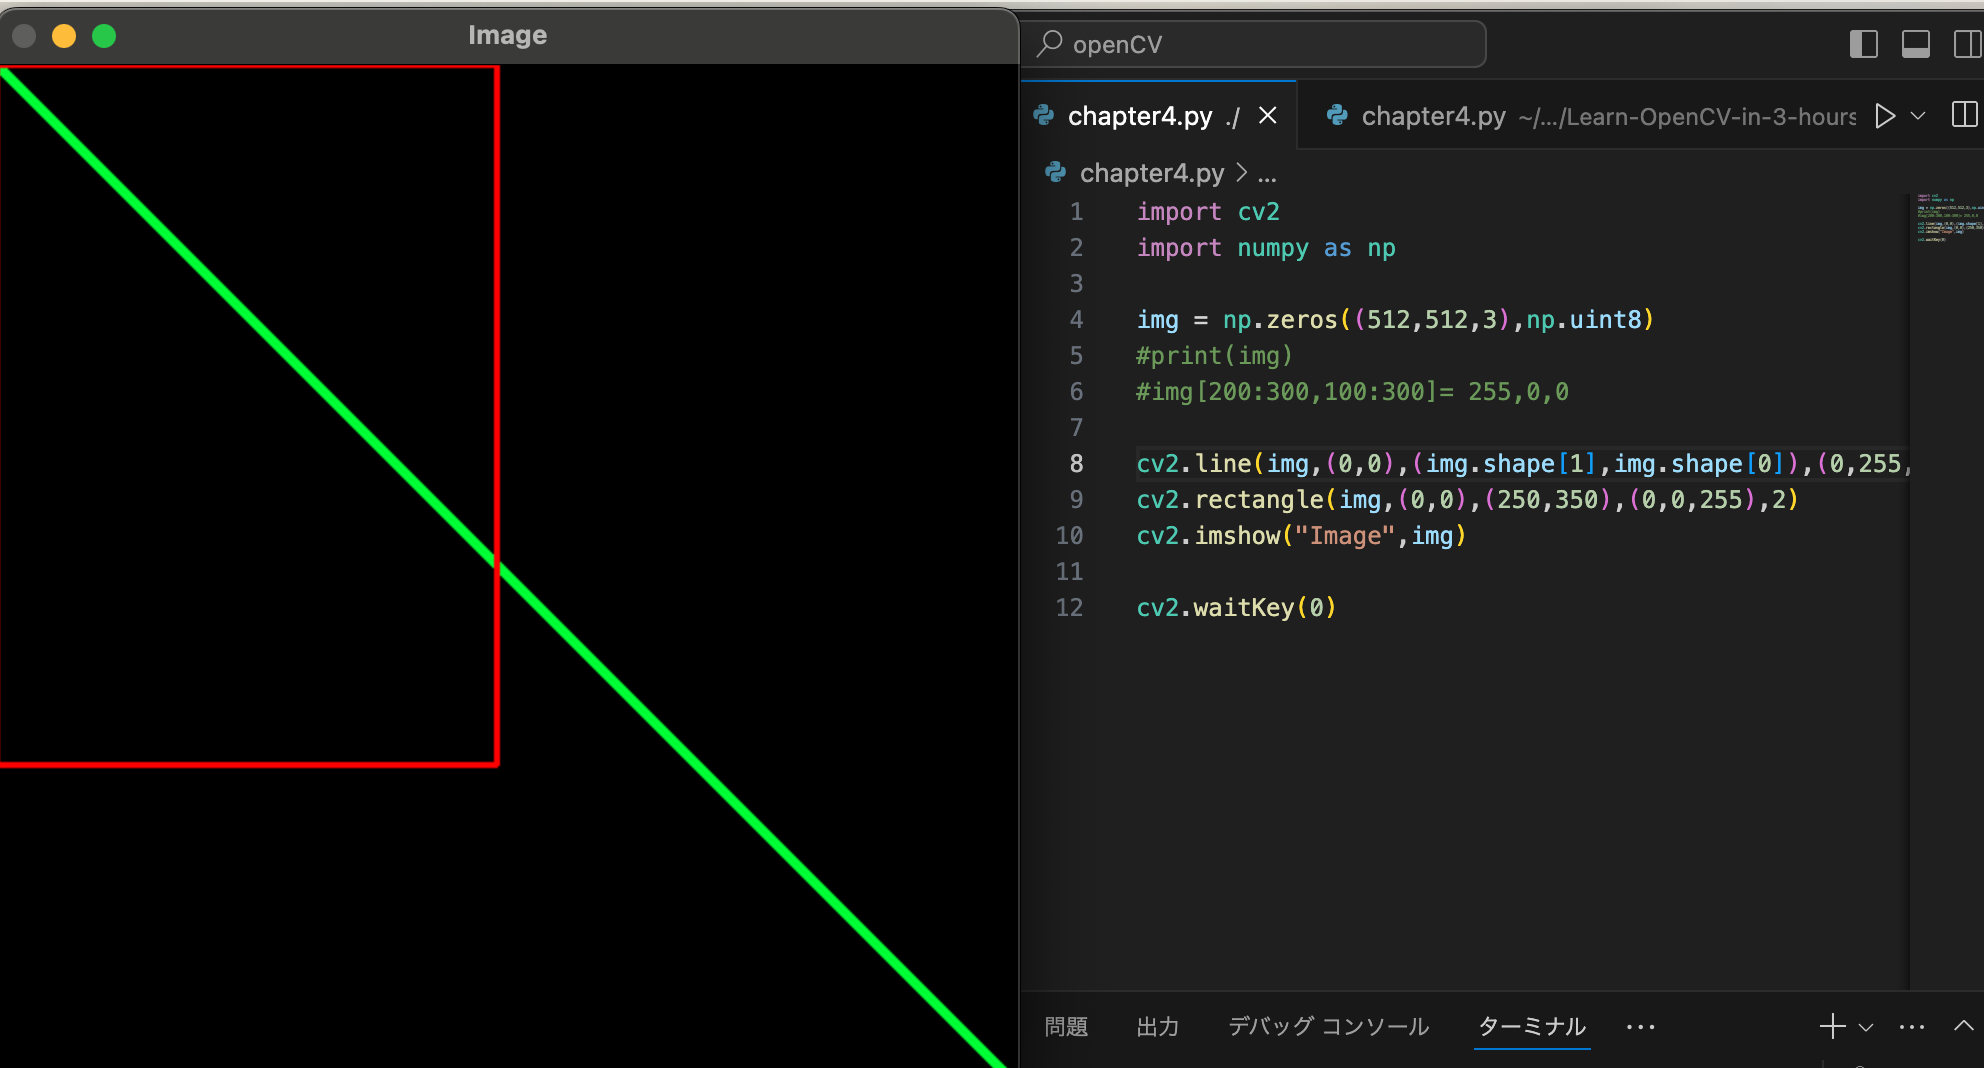 Image
openCV
chapter4.py ./
chapter4.py ~/.../Learn-OpenCV-in-3-hours
chapter4.py > ...
1 import cv2
2 import numpy as np
3
4 img = np.zeros((512,512,3),np.uint8)
5 #print(img)
6 #img[200:300,100:300]= 255,0,0
7
8 cv2.line(img,(0,0),(img.shape[1],img.shape[0]),(0,255,
9 cv2.rectangle(img,(0,0),(250,350),(0,0,255),2)
10 cv2.imshow("Image",img)
11
12 cv2.waitKey(0)
問題 出力 デバッグ コンソール ターミナル ...